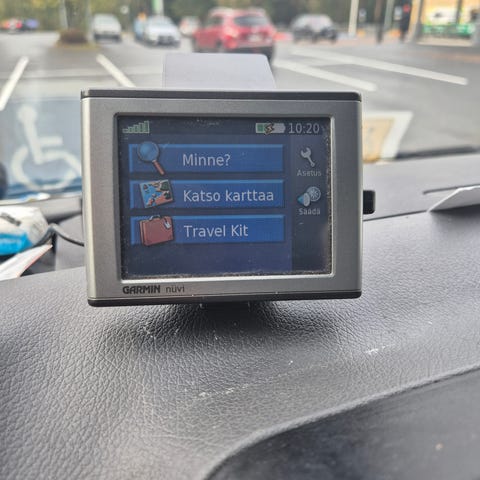 10:20
Minne?
Asetus
Katso karttaa
Säädä
Travel Kit
GARMIN nüvi